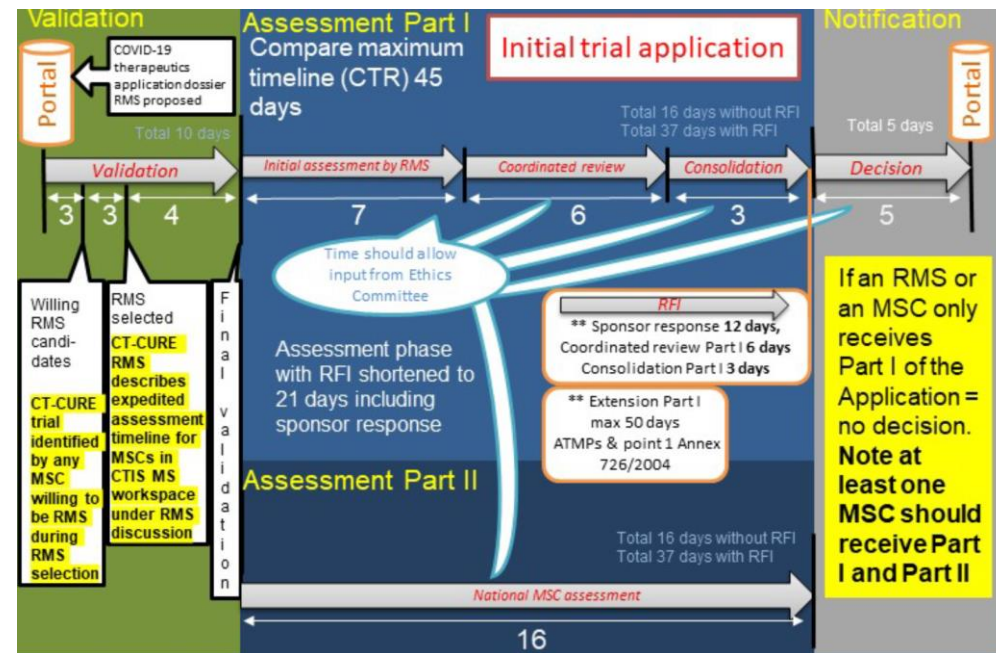 Validation
Portal
COVID-19
therapeutics
application dossier
RMS proposed
Total 10 days
Validation
3
3
4
Willing
RMS
candi-
dates
CT-CURE
trial
identified
by any
MSC
willing to
be RMS
during
RMS
selection
RMS
selected
CT-CURE
RMS
describes
expedited
assessment
timeline for
MSCs in
CTIS MS
workspace
under RMS
discussion
Final validation
Assessment Part I
Compare maximum
timeline (CTR) 45
days
Initial trial application
Total 16 days without RFI
Total 37 days with RFI
Initial assessment by RMS
Coordinated review
Consolidation
7
6
3
Time should allow
input from Ethics
Committee
Assessment phase
with RFI shortened to
21 days including
sponsor response
RFI
** Sponsor response 12 days,
Coordinated review Part I 6 days
Consolidation Part I 3 days
** Extension Part I
max 50 days
ATMPs & point 1 Annex
726/2004
Assessment Part II
Total 16 days without RFI
Total 37 days with RFI
National MSC assessment
16
Notification
Portal
Total 5 days
Decision
5
If an RMS or
an MSC only
receives
Part I of the
Application =
no decision.
Note at
least one
MSC should
receive Part
I and Part II